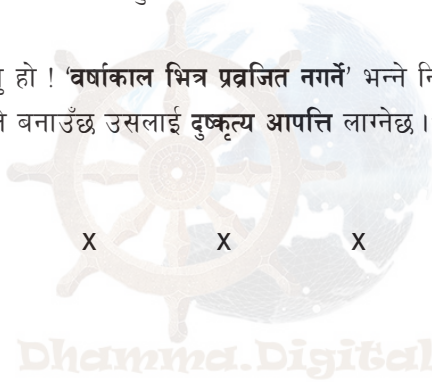 हो ! ‘वर्षाकाल भित्र प्रव्रजित नगर्ने’ भन्ने
बनाउँछ उसलाई दुष्कृत्य आपत्ति लाग्नेछ ।
X X X
Dhamma.Digital